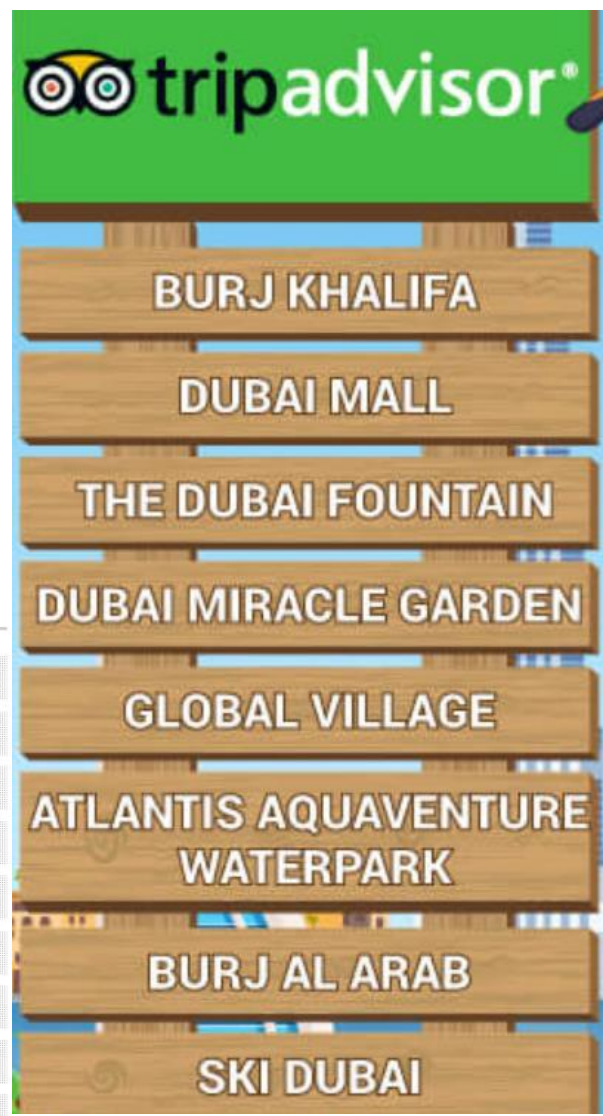 tripadvisor®
BURJ KHALIFA
DUBAI MALL
THE DUBAI FOUNTAIN
DUBAI MIRACLE GARDEN
GLOBAL VILLAGE
ATLANTIS AQUAVENTURE
WATERPARK
BURJ AL ARAB
SKI DUBAI